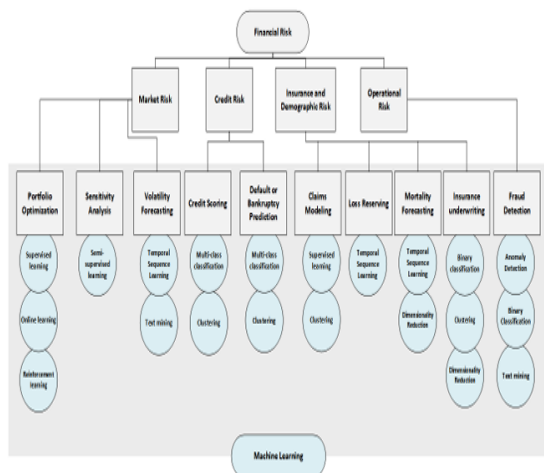 Financial Risk
Market Risk
Credit Risk
Insurance and
Demographic Risk
Operational
Risk
Portfolio
Optimization
Sensitivity
Analysis
Volatility
Forecasting
Credit Scoring
Default or
Bankruptcy
Prediction
Claims
Modeling
Loss Reserving
Mortality
Forecasting
Insurance
underwriting
Fraud
Detection
Supervised
learning
Semi-
supervised
learning
Temporal
Sequence
Learning
Multi-class
classification
Multi-class
classification
Supervised
learning
Temporal
Sequence
Learning
Temporal
Sequence
Learning
Binary
classification
Anomaly
Detection
Online learning
Text mining
Clustering
Clustering
Clustering
Dimensionality
Reduction
Clustering
Binary
Classification
Reinforcement
learning
Dimensionality
Reduction
Text mining
Machine Learning